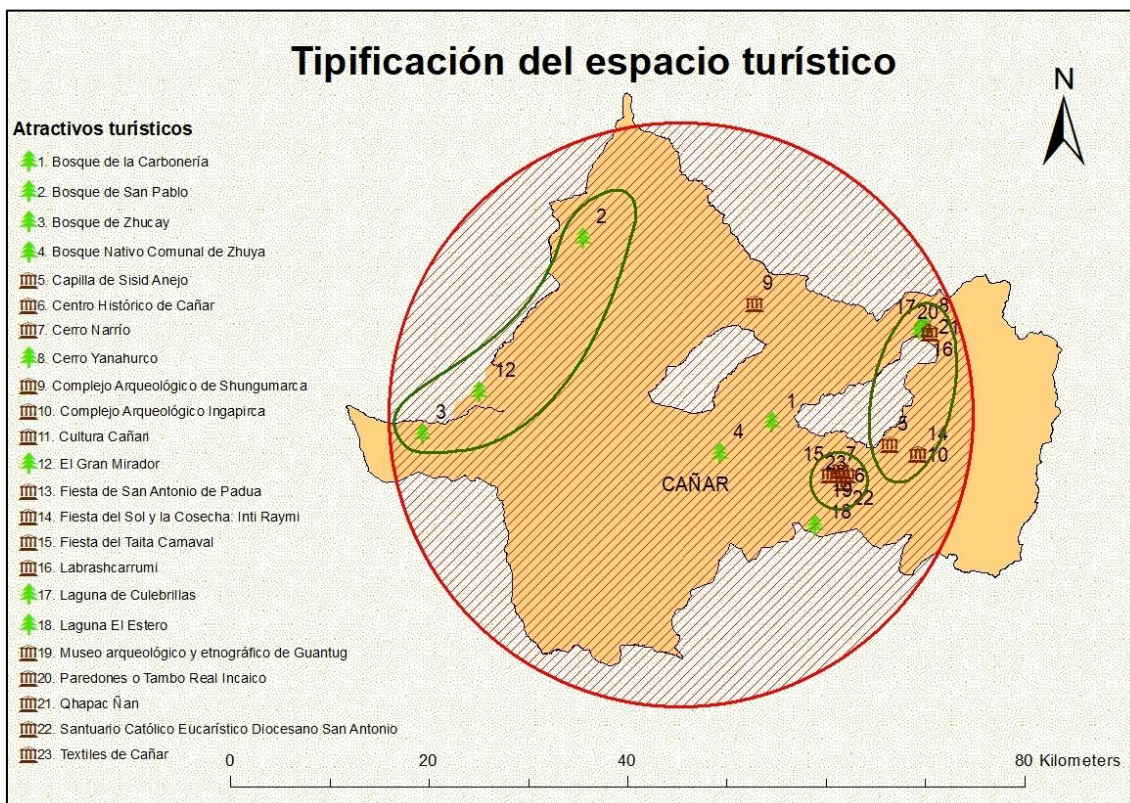 Tipificación del espacio turístico
N
Atractivos turísticos
1. Bosque de la Carbonería
2. Bosque de San Pablo
3. Bosque de Zhucay
4. Bosque Nativo Comunal de Zhuya
5. Capilla de Sisid Anejo
6. Centro Histórico de Cañar
7. Cerro Narrío
8. Cerro Yanahurco
9. Complejo Arqueológico de Shungumarca
10. Complejo Arqueológico Ingapirca
11. Cultura Cañari
12. El Gran Mirador
13. Fiesta de San Antonio de Padua
14. Fiesta del Sol y la Cosecha: Inti Raymi
15. Fiesta del Taita Carnaval
16. Labrashcarrumi
17. Laguna de Culebrillas
18. Laguna El Estero
19. Museo arqueológico y etnográfico de Guantug
20. Paredones o Tambo Real Incaico
21. Qhapac Ñan
22. Santuario Católico Eucarístico Diocesano San Antonio
23. Textiles de Cañar
2
9
17
8
20
21
16
12
3
1
4
5
14
10
15
7
23
6
19
22
18
CAÑAR
0 20 40 80 Kilometers